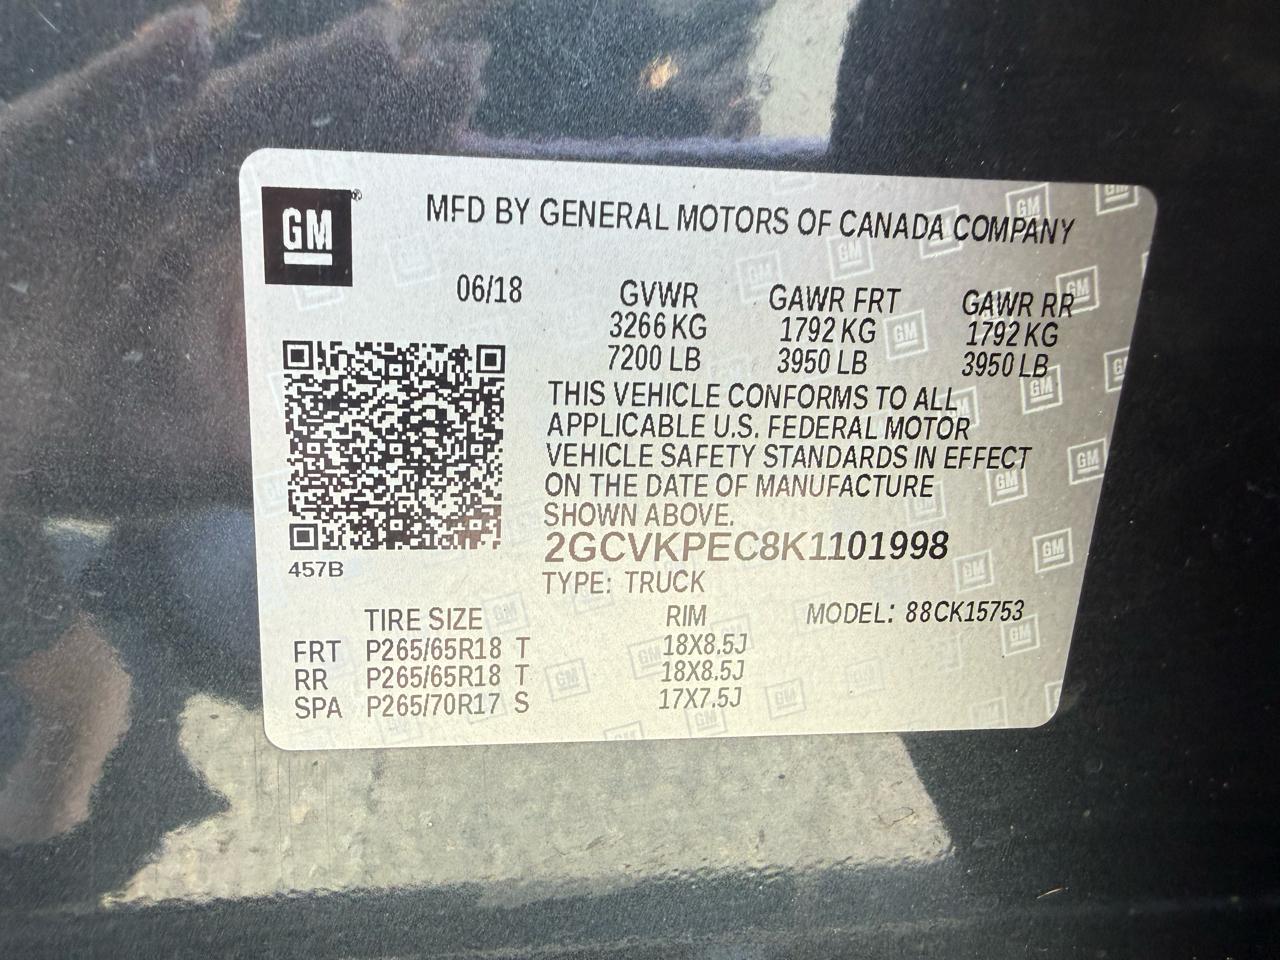 GM
MFD BY GENERAL MOTORS OF CANADA COMPANY
06/18 GVWR GAWR FRT GAWR RR
3266 KG 1792 KG 1792 KG
7200 LB 3950 LB 3950 LB
THIS VEHICLE CONFORMS TO ALL
APPLICABLE U.S. FEDERAL MOTOR
VEHICLE SAFETY STANDARDS IN EFFECT
ON THE DATE OF MANUFACTURE
SHOWN ABOVE.
2GCVKPEC8K1101998
457B
TYPE: TRUCK
TIRE SIZE RIM MODEL: 88CK15753
FRT P265/65R18 T 18X8.5J
RR P265/65R18 T 18X8.5J
SPA P265/70R17 S 17X7.5J